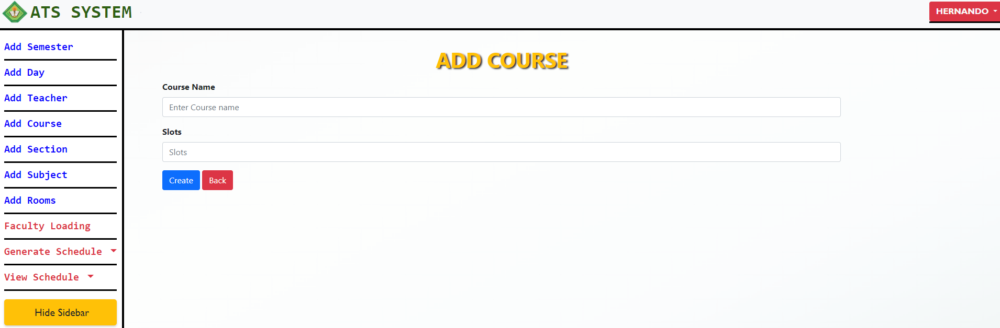 ATS SYSTEM
HERNANDO
Add Semester
Add Day
Add Teacher
Add Course
Add Section
Add Subject
Add Rooms
Faculty Loading
Generate Schedule
View Schedule
Hide Sidebar
ADD COURSE
Course Name
Enter Course name
Slots
Slots
Create Back